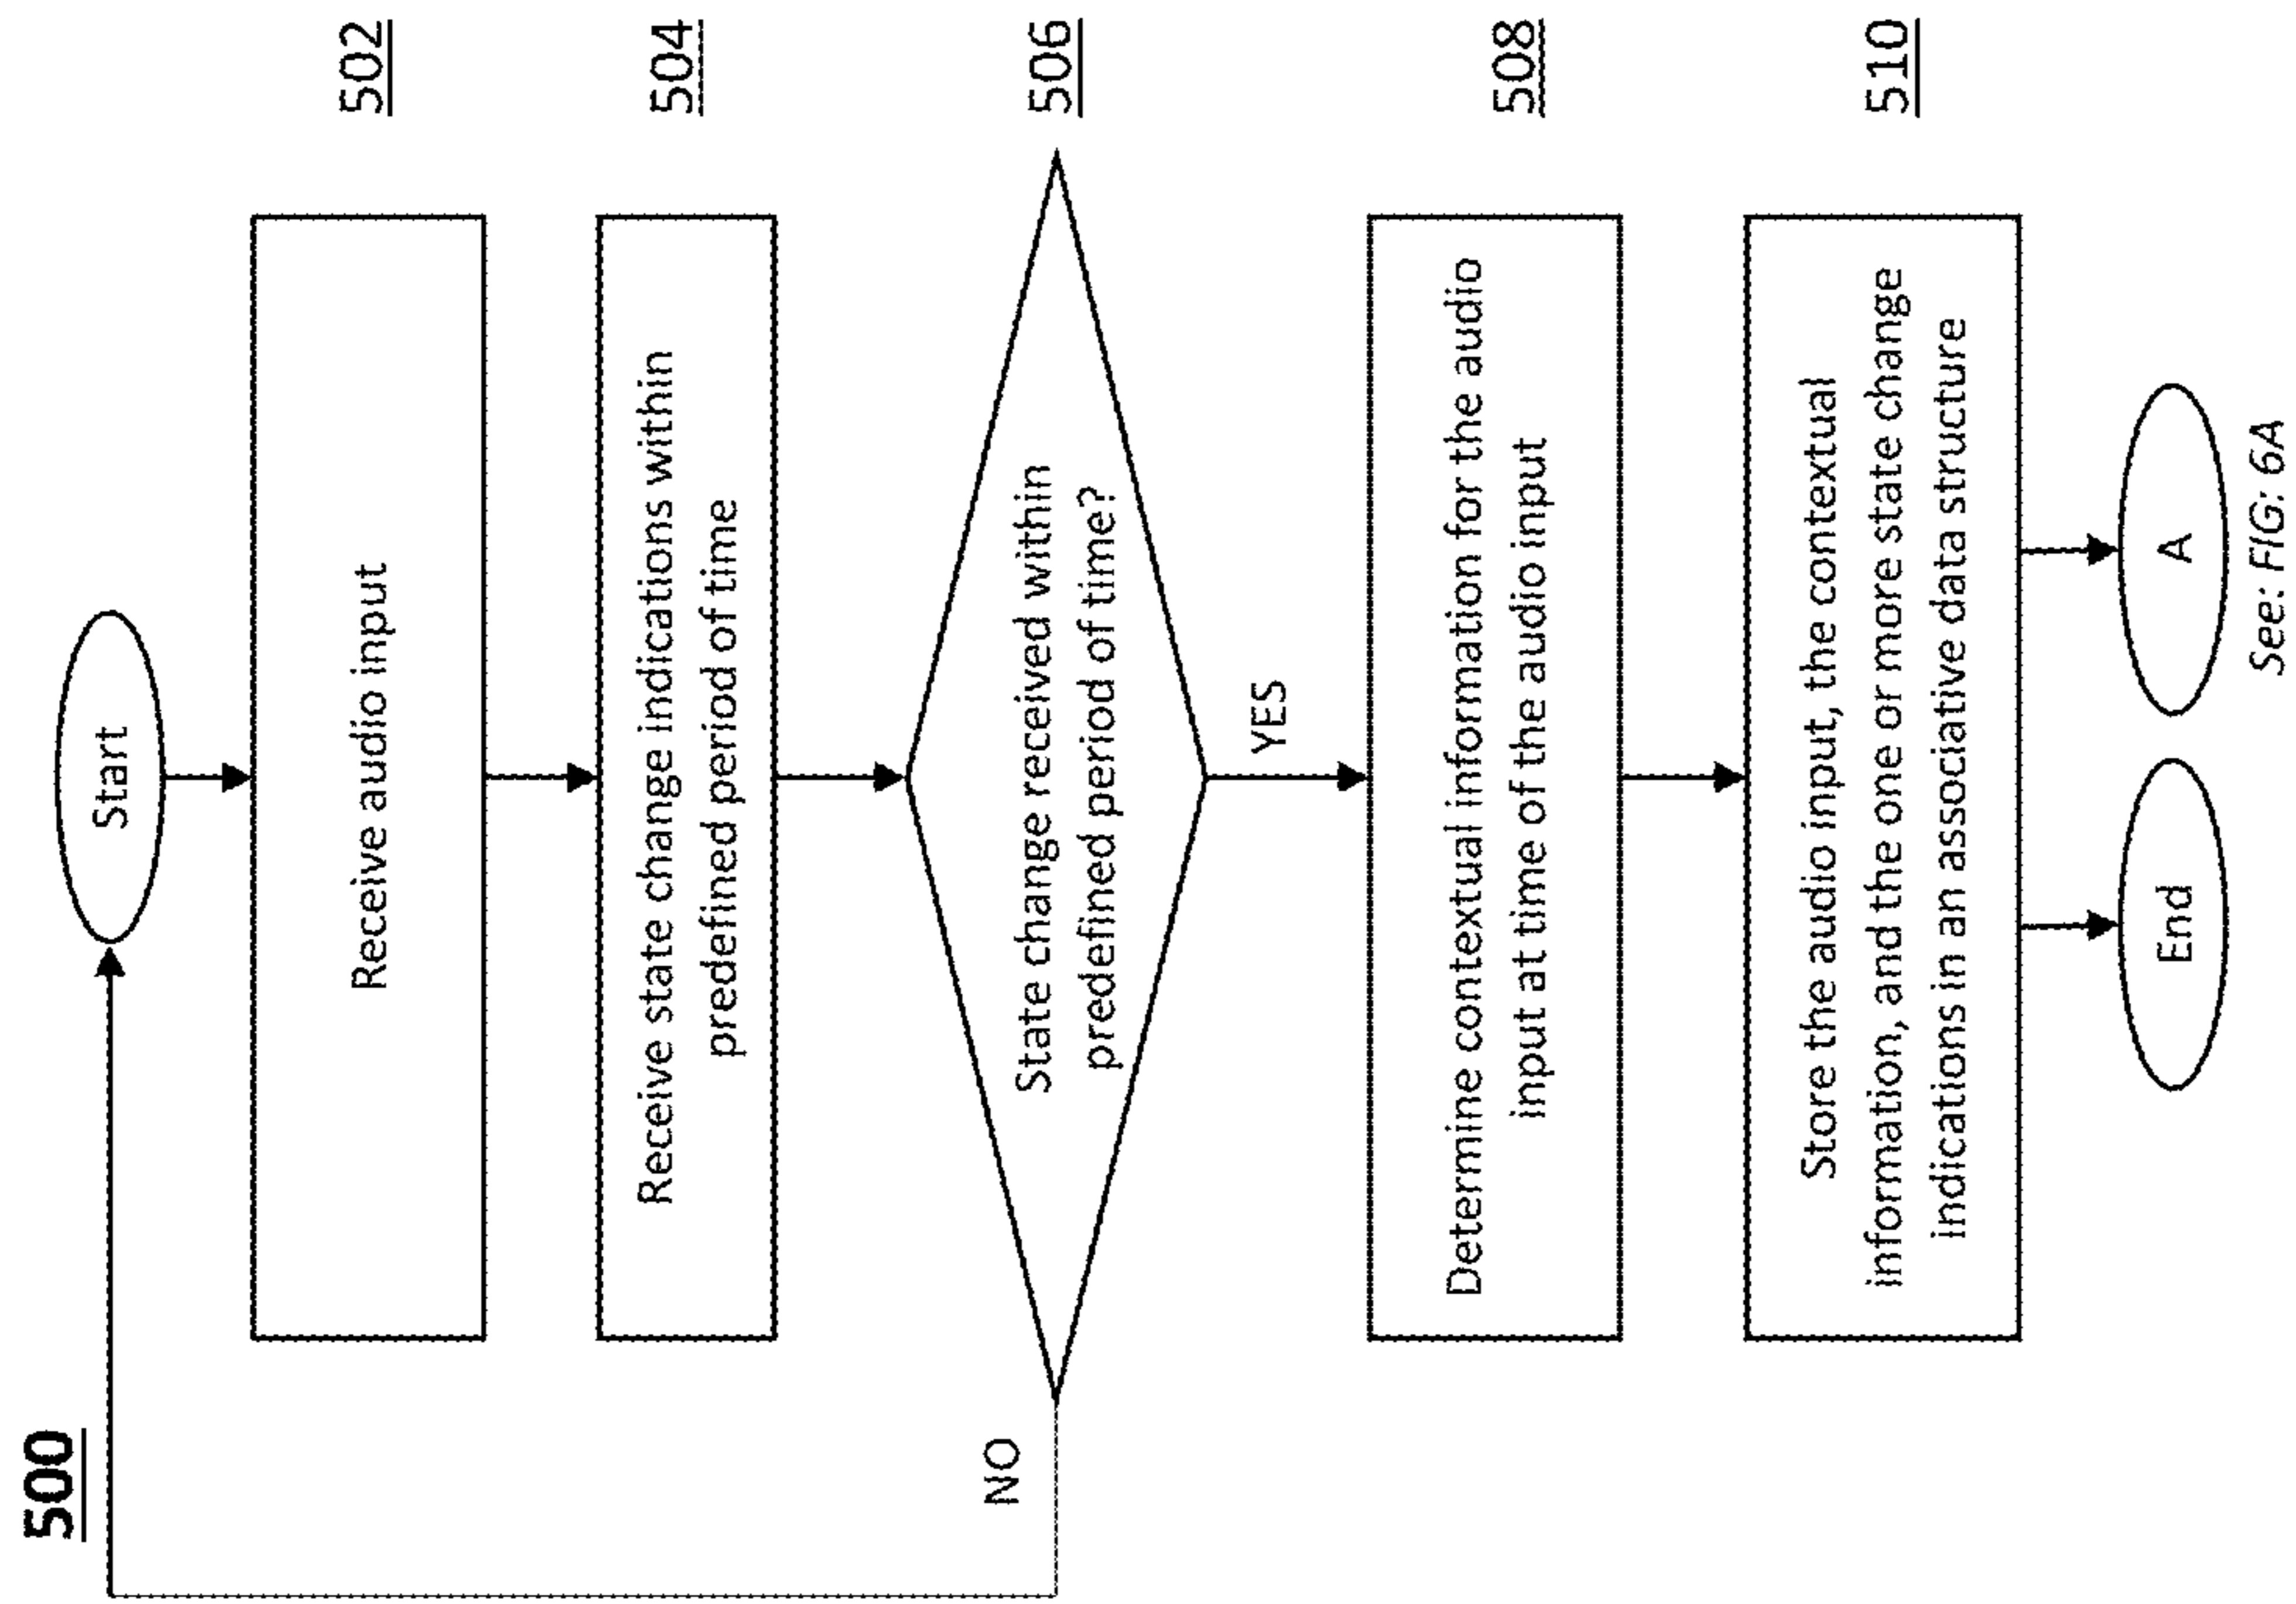 500
Start
Receive audio input
502
Receive state change indications within
predefined period of time
504
State change received within
predefined period of time?
506
NO
YES
Determine contextual information for the audio
input at time of the audio input
508
Store the audio input, the contextual
information, and the one or more state change
indications in an associative data structure
510
End
A
See: FIG: 6A